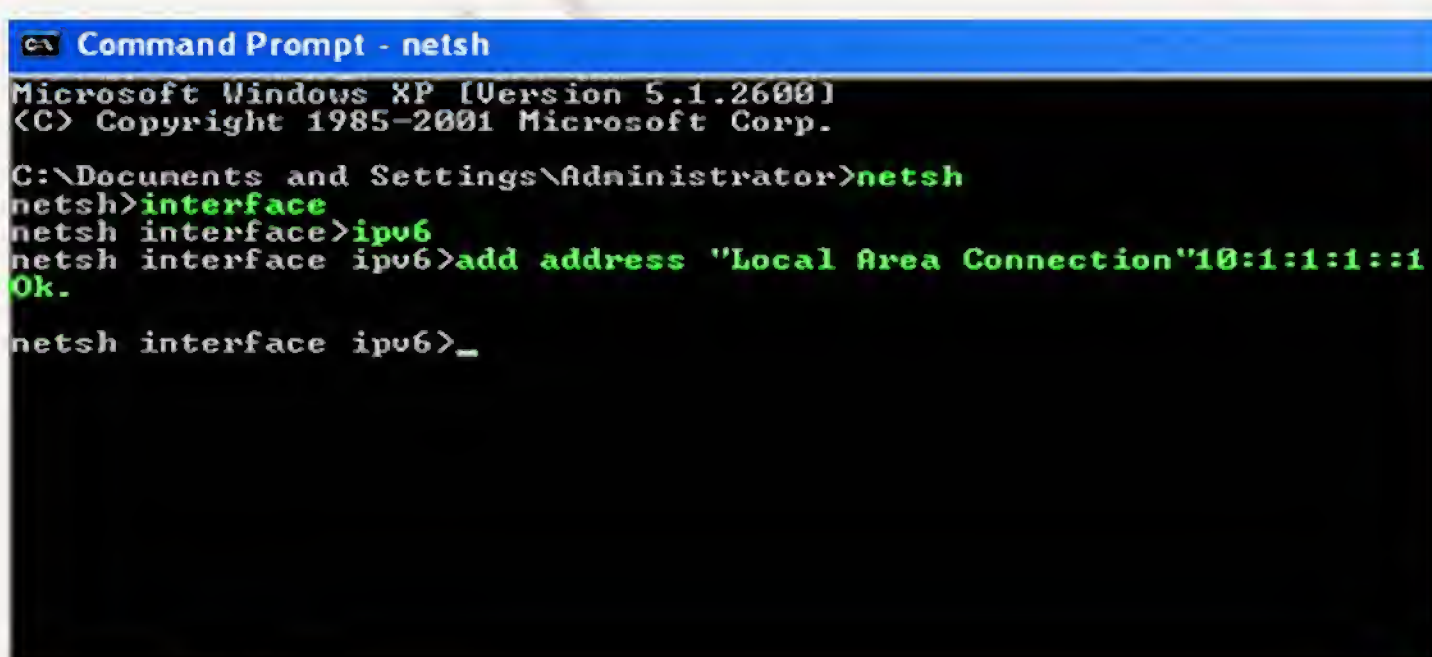 Command Prompt - netsh
Microsoft Windows XP [Version 5.1.2600]
(C) Copyright 1985-2001 Microsoft Corp.
C:\Documents and Settings\Administrator>netsh
netsh>interface
netsh interface>ipv6
netsh interface ipv6>add address "Local Area Connection"10:1:1:1::1
Ok.
netsh interface ipv6>_